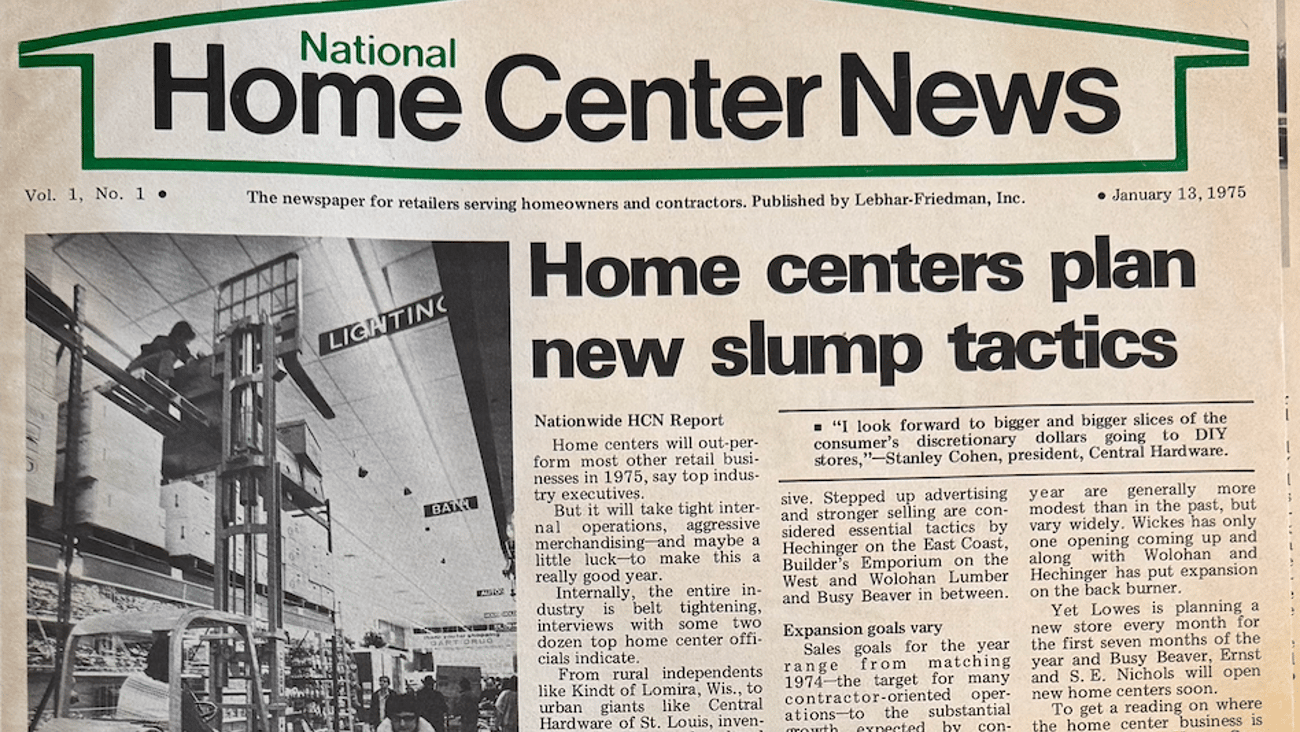 National
Home Center News
Vol. 1, No. 1 •
The newspaper for retailers serving homeowners and contractors. Published by Lebhar-Friedman, Inc.
• January 13, 1975
LIGHTING
BATH
Home centers plan
new slump tactics
Nationwide HCN Report
Home centers will out-per-
form most other retail busi-
nesses in 1975, say top indus-
try executives.
But it will take tight inter-
nal operations, aggressive
merchandising—and maybe a
little luck—to make this a
really good year.
Internally, the entire in-
dustry is belt tightening,
interviews with some two
dozen top home center offi-
cials indicate.
From rural independents
like Kindt of Lomira, Wis., to
urban giants like Central
Hardware of St. Louis, inven-
▪ “I look forward to bigger and bigger slices of the
consumer’s discretionary dollars going to DIY
stores,”—Stanley Cohen, president, Central Hardware.
sive. Stepped up advertising
and stronger selling are con-
sidered essential tactics by
Hechinger on the East Coast,
Builder’s Emporium on the
West and Wolohan Lumber
and Busy Beaver in between.
Expansion goals vary
Sales goals for the year
range from matching
1974—the target for many
contractor-oriented oper-
ations—to the substantial
growth expected by con-
year are generally more
modest than in the past, but
vary widely. Wickes has only
one opening coming up and
along with Wolohan and
Hechinger has put expansion
on the back burner.
Yet Lowes is planning a
new store every month for
the first seven months of the
year and Busy Beaver, Ernst
and S. E. Nichols will open
new home centers soon.
To get a reading on where
the home center business is